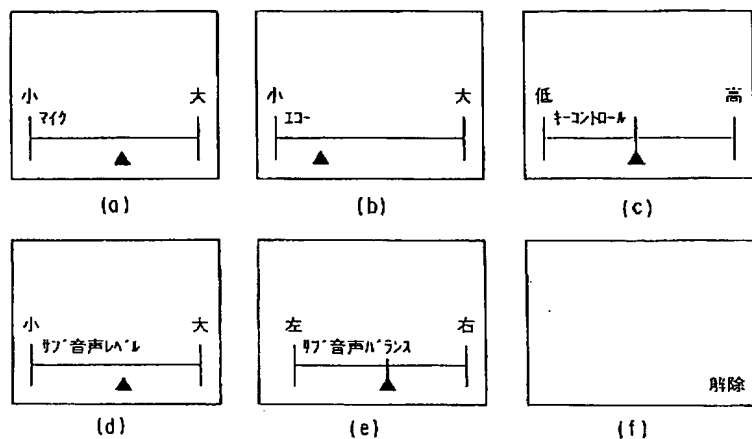 小 大
マイク
(a)
小 大
エコー
(b)
低 高
キーコントロール
(c)
小 大
サブ音声レベル
(d)
左 右
サブ音声バランス
(e)
解除
(f)